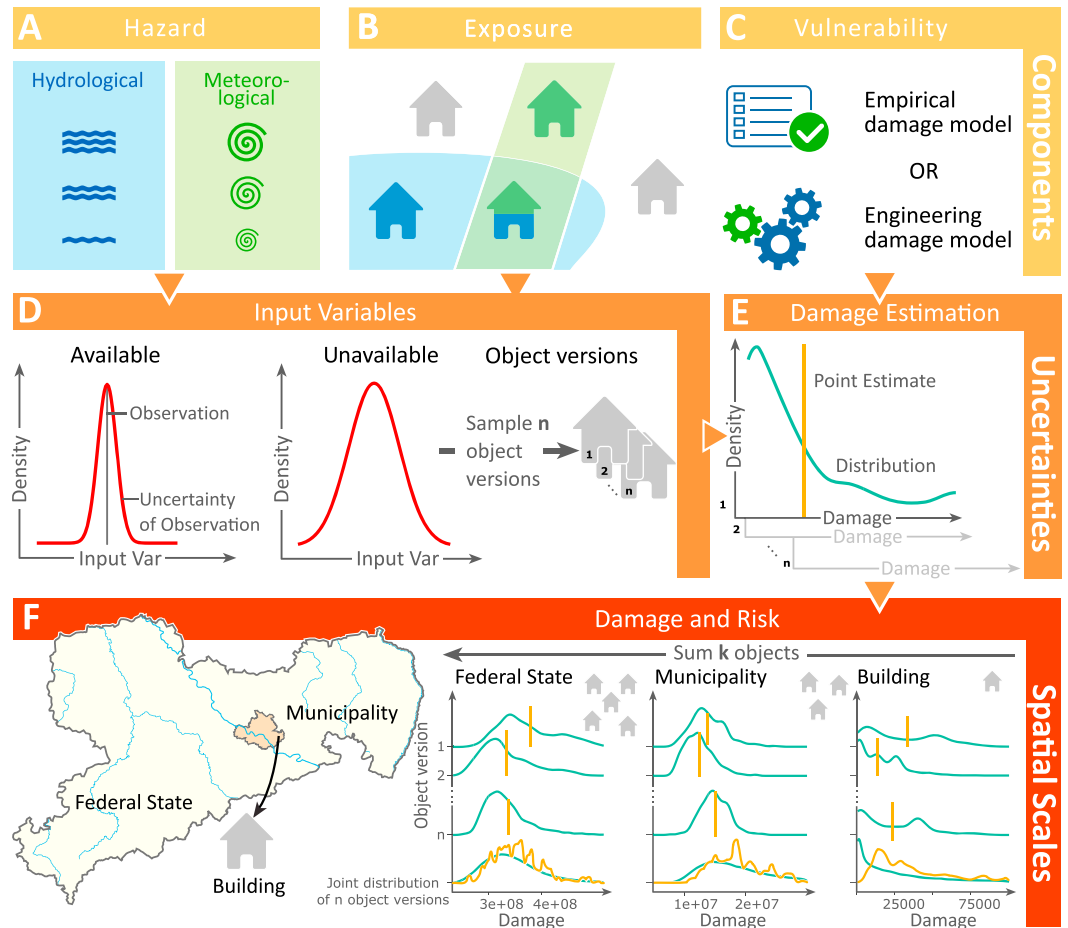 A
Hazard
B
Exposure
C
Vulnerability
Components
Hydrological
Meteoro-
logical
Empirical
damage model
OR
Engineering
damage model
D
Input Variables
E
Damage Estimation
Uncertainties
Available
Unavailable
Object versions
Density
Observation
Uncertainty
of Observation
Input Var
Density
Input Var
Sample n
object
versions
1
2
n
Density
Point Estimate
Distribution
1
Damage
2
Damage
n
Damage
F
Damage and Risk
Spatial Scales
Sum k objects
Federal State
Municipality
Building
Municipality
Federal State
Building
Object version
1
2
n
Joint distribution
of n object versions
3e+08
4e+08
Damage
1e+07
2e+07
Damage
25000
75000
Damage